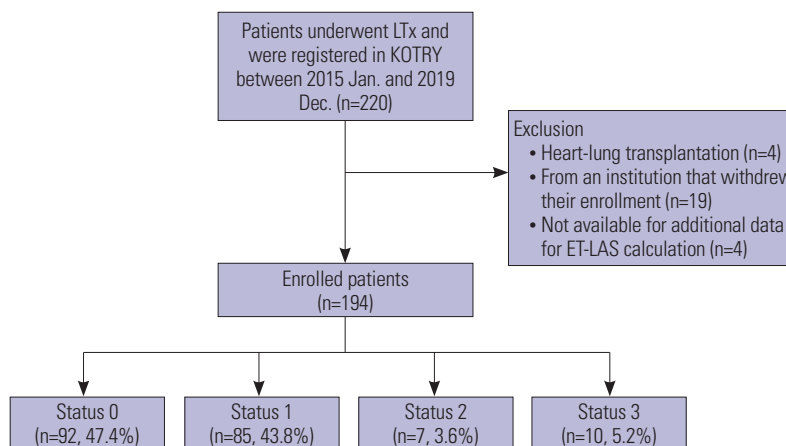 Patients underwent LTx and
were registered in KOTRY
between 2015 Jan. and 2019
Dec. (n=220)
Exclusion
• Heart-lung transplantation (n=4)
• From an institution that withdrew
their enrollment (n=19)
• Not available for additional data
for ET-LAS calculation (n=4)
Enrolled patients
(n=194)
Status 0
(n=92, 47.4%)
Status 1
(n=85, 43.8%)
Status 2
(n=7, 3.6%)
Status 3
(n=10, 5.2%)